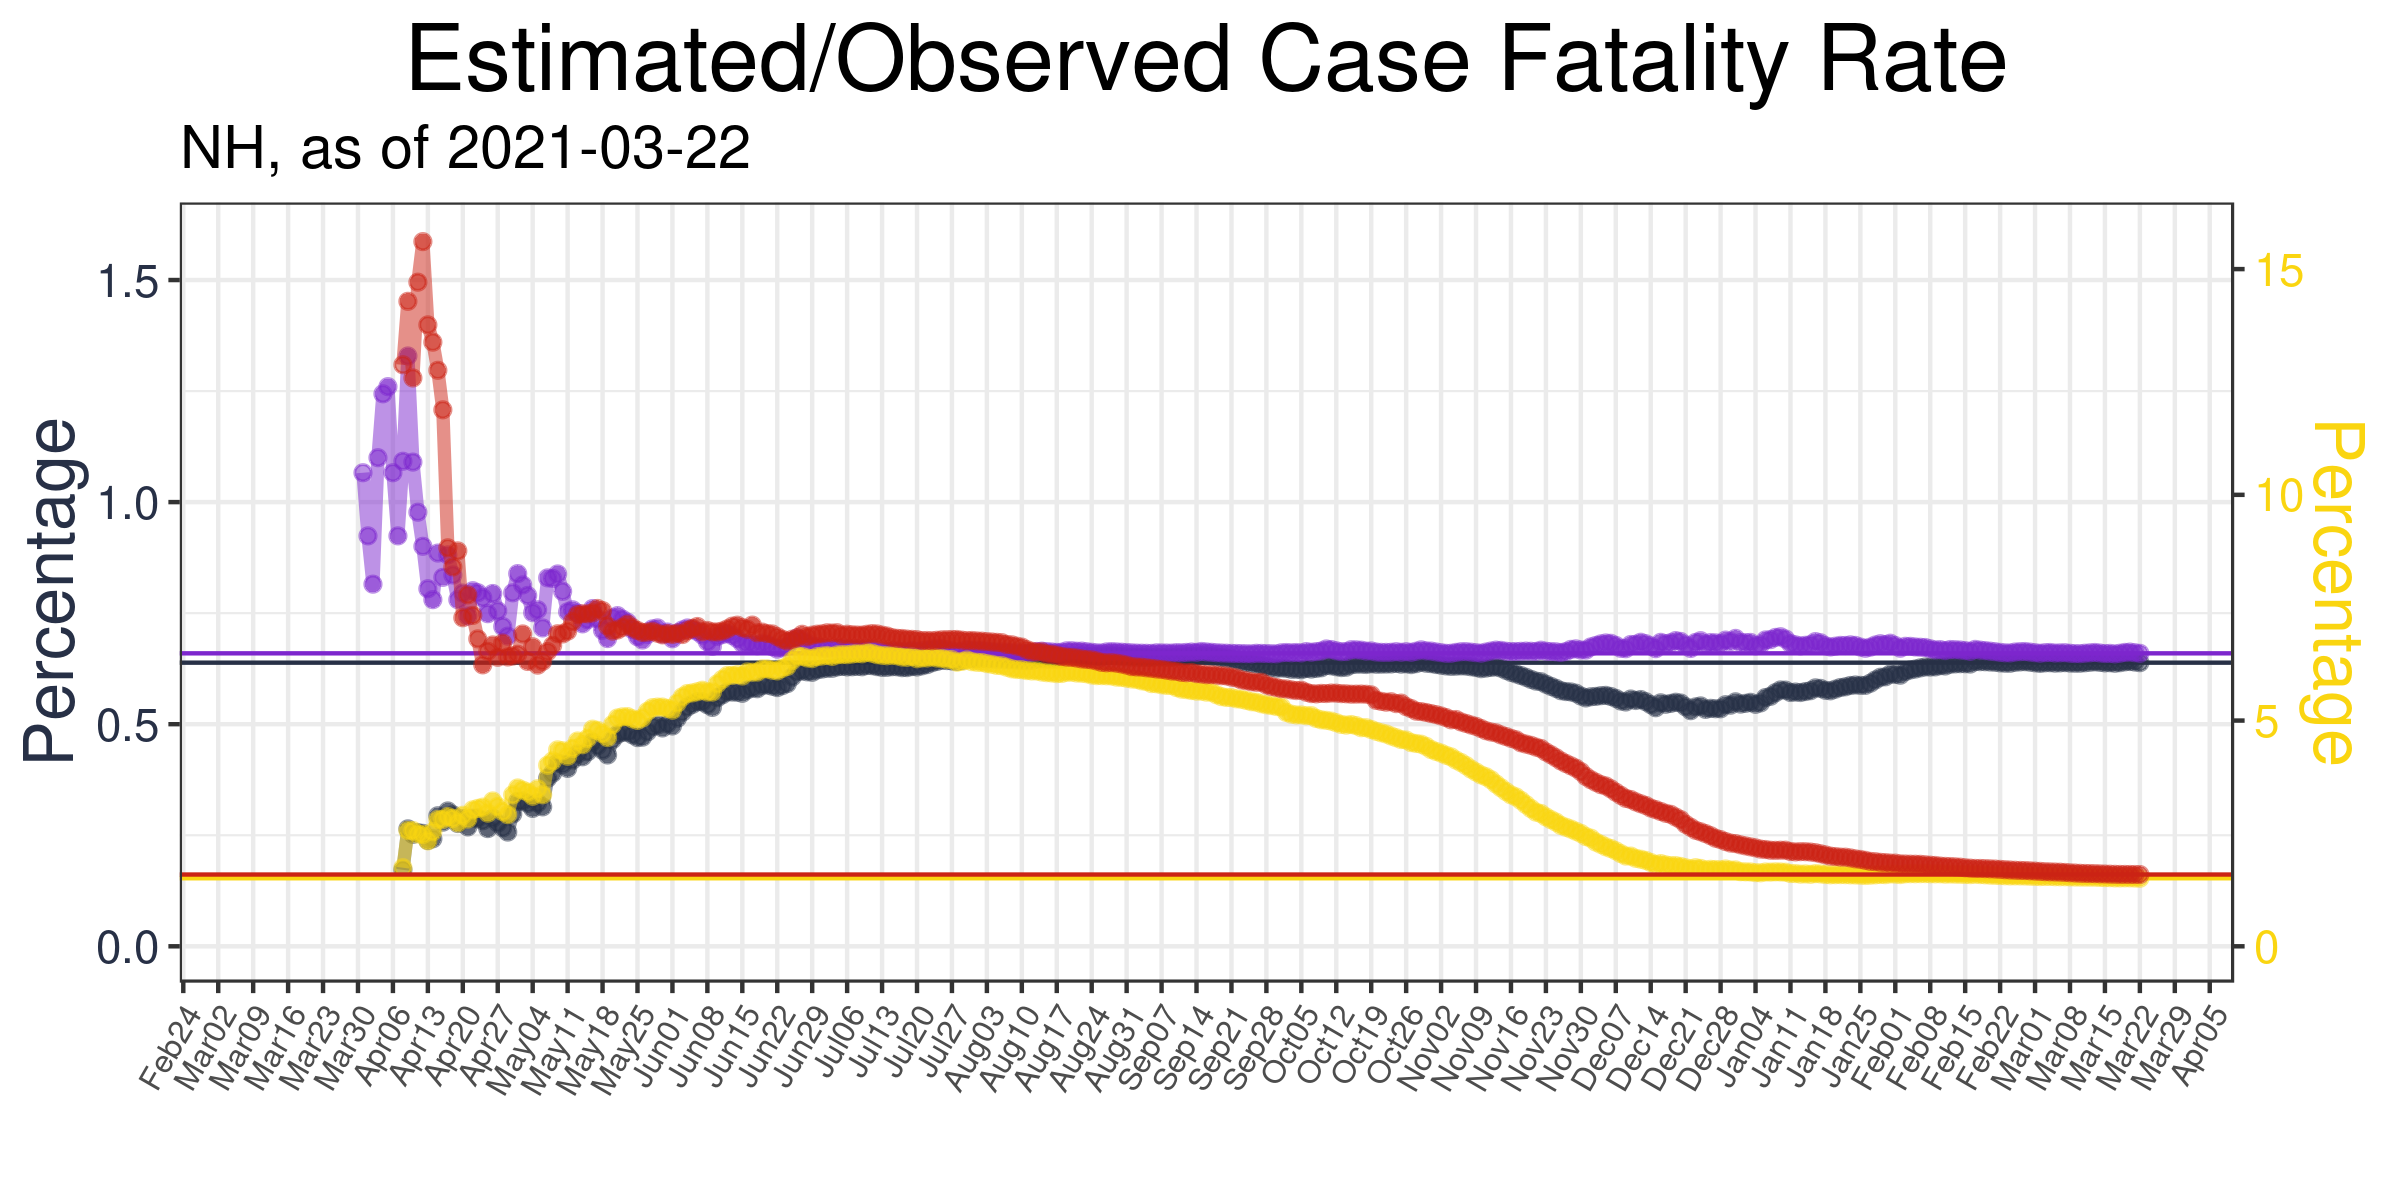 Estimated/Observed Case Fatality Rate
NH, as of 2021-03-22
Percentage
1.5
1.0
0.5
0.0
15
10
5
0
Percentage
Feb24
Mar02
Mar09
Mar16
Mar23
Mar30
Apr06
Apr13
Apr20
Apr27
May04
May11
May18
May25
Jun01
Jun08
Jun15
Jun22
Jun29
Jul06
Jul13
Jul20
Jul27
Aug03
Aug10
Aug17
Aug24
Aug31
Sep07
Sep14
Sep21
Sep28
Oct05
Oct12
Oct19
Oct26
Nov02
Nov09
Nov16
Nov23
Nov30
Dec07
Dec14
Dec21
Dec28
Jan04
Jan11
Jan18
Jan25
Feb01
Feb08
Feb15
Feb22
Mar01
Mar08
Mar15
Mar22
Mar29
Apr05